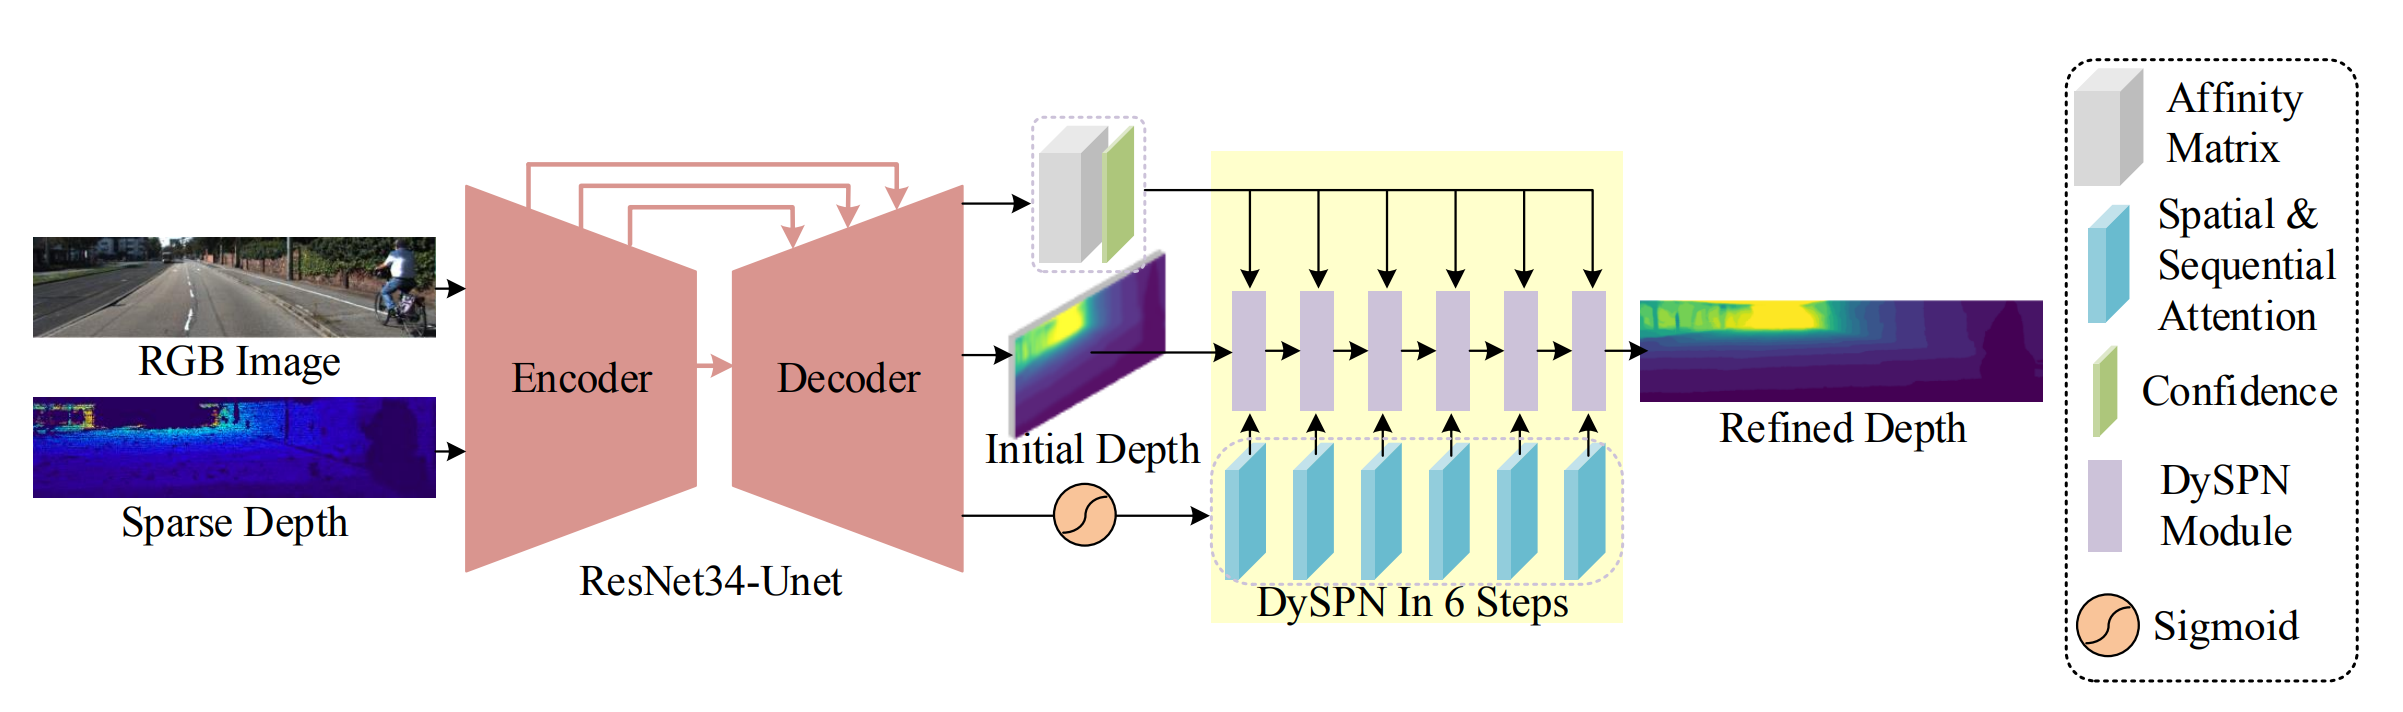 RGB Image
Sparse Depth
Encoder
Decoder
ResNet34-Unet
Initial Depth
DySPN In 6 Steps
Refined Depth
Affinity
Matrix
Spatial &
Sequential
Attention
Confidence
DySPN
Module
Sigmoid